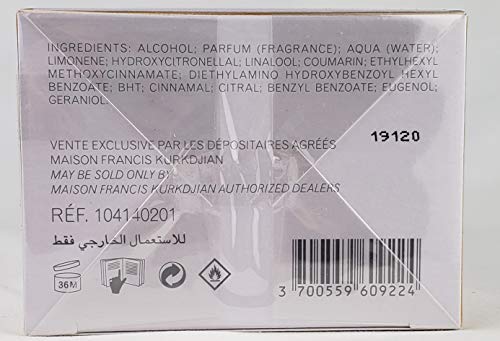 INGREDIENTS: ALCOHOL; PARFUM (FRAGRANCE); AQUA (WATER);
LIMONENE; HYDROXYCITRONELLAL; LINALOOL; COUMARIN; ETHYLHEXYL
METHOXYCINNAMATE; DIETHYLAMINO HYDROXYBENZOYL HEXYL
BENZOATE; BHT; CINNAMAL; CITRAL; BENZYL BENZOATE; EUGENOL;
GERANIOL.
19120
VENTE EXCLUSIVE PAR LES DÉPOSITAIRES AGRÉÉS
MAISON FRANCIS KURKDJIAN
MAY BE SOLD ONLY BY
MAISON FRANCIS KURKDJIAN AUTHORIZED DEALERS
RÉF. 104140201
للاستعمال الخارجي فقط
36M
3 700559 609224